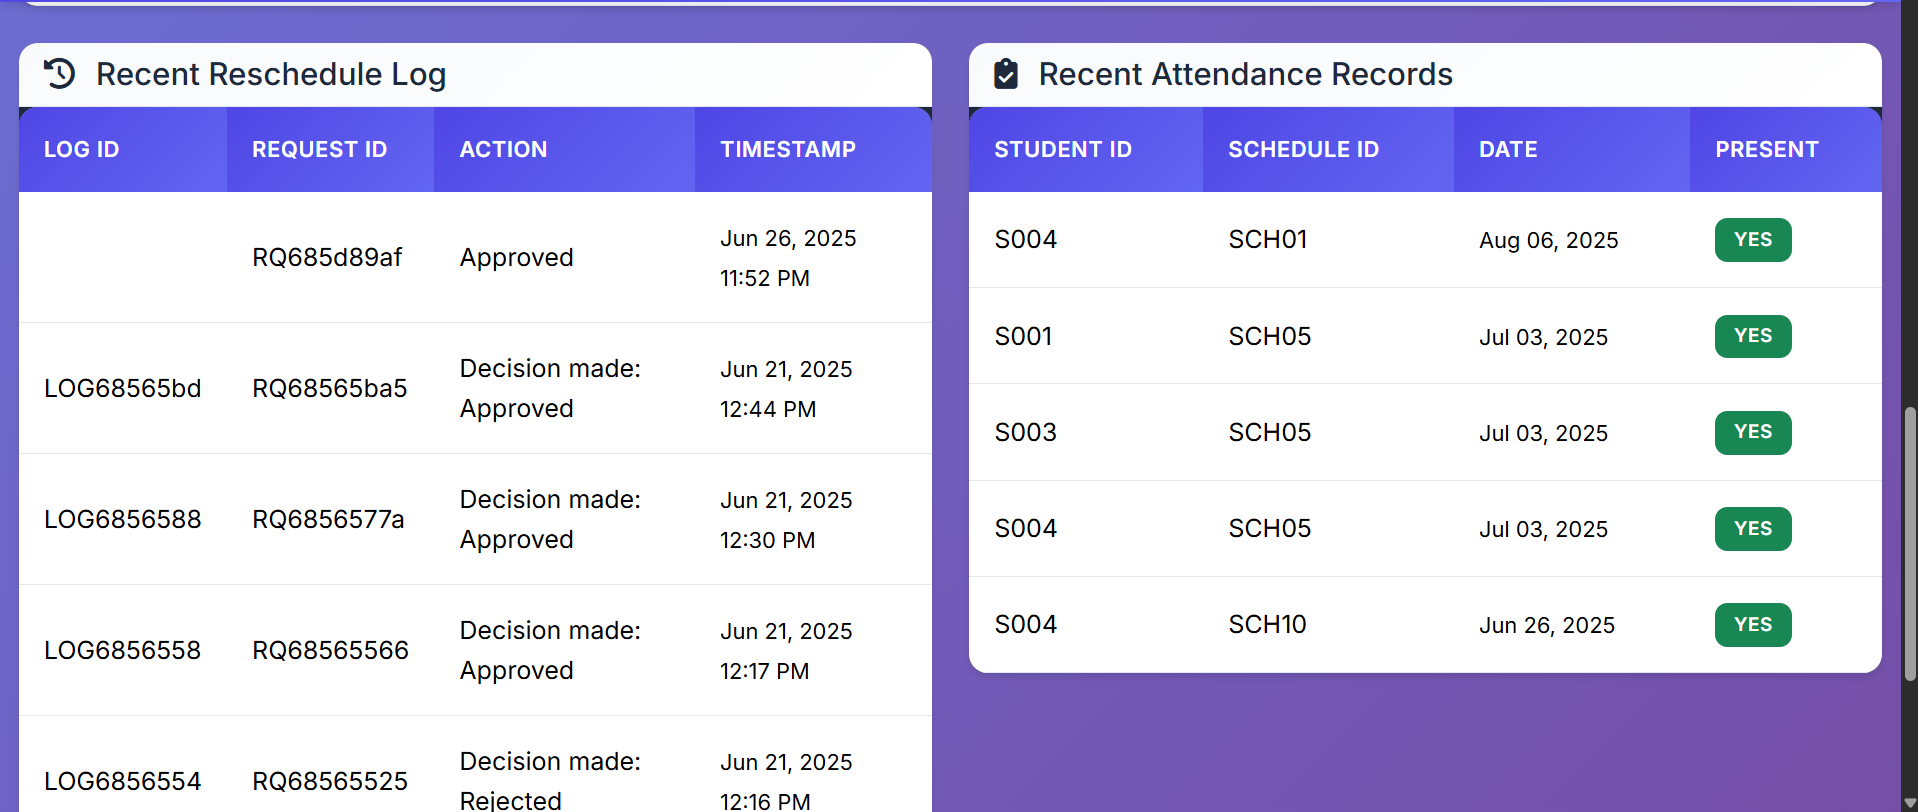 Recent Reschedule Log
LOG ID REQUEST ID ACTION TIMESTAMP
RQ685d89af Approved Jun 26, 2025
11:52 PM
LOG68565bd RQ68565ba5 Decision made: Jun 21, 2025
Approved 12:44 PM
LOG6856588 RQ6856577a Decision made: Jun 21, 2025
Approved 12:30 PM
LOG6856558 RQ68565566 Decision made: Jun 21, 2025
Approved 12:17 PM
LOG6856554 RQ68565525 Decision made: Jun 21, 2025
Rejected 12:16 PM
Recent Attendance Records
STUDENT ID SCHEDULE ID DATE PRESENT
S004 SCH01 Aug 06, 2025 YES
S001 SCH05 Jul 03, 2025 YES
S003 SCH05 Jul 03, 2025 YES
S004 SCH05 Jul 03, 2025 YES
S004 SCH10 Jun 26, 2025 YES